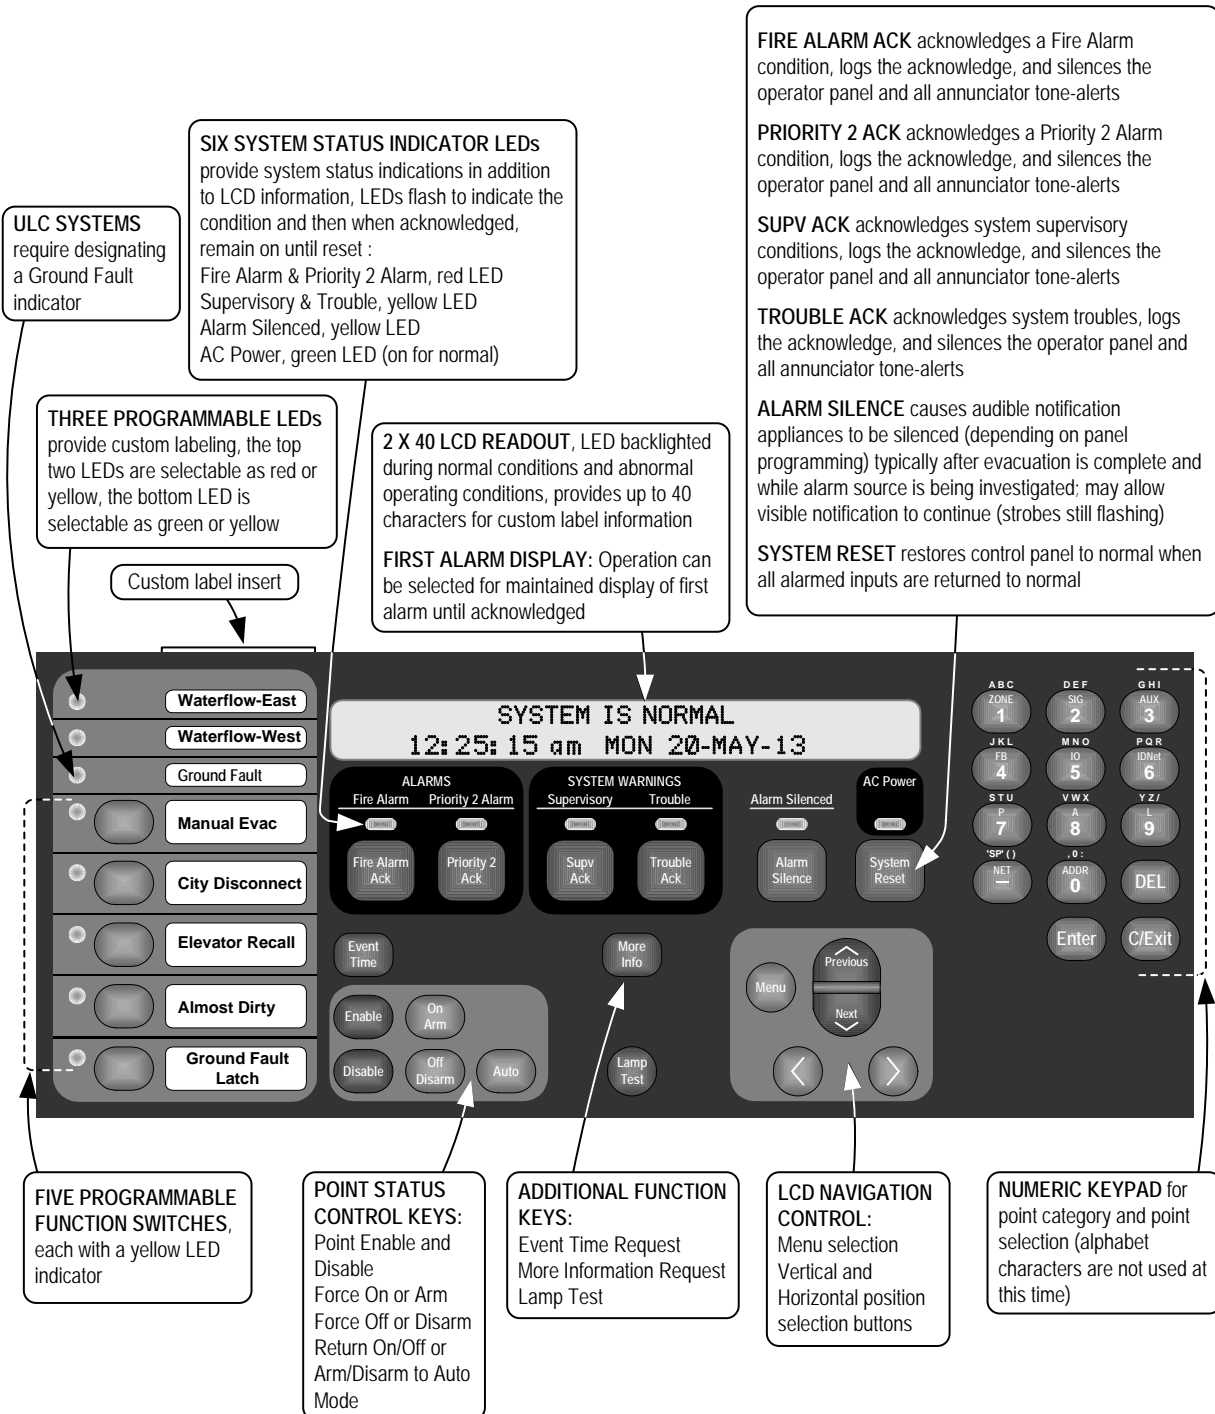 FIRE ALARM ACK acknowledges a Fire Alarm
condition, logs the acknowledge, and silences the
operator panel and all annunciator tone-alerts
PRIORITY 2 ACK acknowledges a Priority 2 Alarm
condition, logs the acknowledge, and silences the
operator panel and all annunciator tone-alerts
SUPV ACK acknowledges system supervisory
conditions, logs the acknowledge, and silences the
operator panel and all annunciator tone-alerts
TROUBLE ACK acknowledges system troubles, logs
the acknowledge, and silences the operator panel and
all annunciator tone-alerts
ALARM SILENCE causes audible notification
appliances to be silenced (depending on panel
programming) typically after evacuation is complete and
while alarm source is being investigated; may allow
visible notification to continue (strobes still flashing)
SYSTEM RESET restores control panel to normal when
all alarmed inputs are returned to normal
SIX SYSTEM STATUS INDICATOR LEDs
provide system status indications in addition
to LCD information, LEDs flash to indicate the
condition and then when acknowledged,
remain on until reset :
Fire Alarm & Priority 2 Alarm, red LED
Supervisory & Trouble, yellow LED
Alarm Silenced, yellow LED
AC Power, green LED (on for normal)
ULC SYSTEMS
require designating
a Ground Fault
indicator
THREE PROGRAMMABLE LEDs
provide custom labeling, the top
two LEDs are selectable as red or
yellow, the bottom LED is
selectable as green or yellow
2 X 40 LCD READOUT, LED backlighted
during normal conditions and abnormal
operating conditions, provides up to 40
characters for custom label information
FIRST ALARM DISPLAY: Operation can
be selected for maintained display of first
alarm until acknowledged
Custom label insert
Waterflow-East
Waterflow-West
Ground Fault
Manual Evac
City Disconnect
Elevator Recall
Almost Dirty
Ground Fault
Latch
SYSTEM IS NORMAL
12:25:15 am MON 20-MAY-13
ALARMS
Fire Alarm Priority 2 Alarm
SYSTEM WARNINGS
Supervisory Trouble
Alarm Silenced
AC Power
Fire Alarm
Ack
Priority 2
Ack
Supv
Ack
Trouble
Ack
Alarm
Silence
System
Reset
Event
Time
More
Info
Enable
On
Arm
Disable
Off
Disarm
Auto
Lamp
Test
Menu
Previous
Next
ABC DEF GHI
ZONE SIG AUX
1 2 3
JKL MNO PQR
FB IO IDNet
4 5 6
STU VWX YZ/
P A L
7 8 9
'SP' ( ) , 0 :
NET ADDR
— 0 DEL
Enter C/Exit
FIVE PROGRAMMABLE
FUNCTION SWITCHES,
each with a yellow LED
indicator
POINT STATUS
CONTROL KEYS:
Point Enable and
Disable
Force On or Arm
Force Off or Disarm
Return On/Off or
Arm/Disarm to Auto
Mode
ADDITIONAL FUNCTION
KEYS:
Event Time Request
More Information Request
Lamp Test
LCD NAVIGATION
CONTROL:
Menu selection
Vertical and
Horizontal position
selection buttons
NUMERIC KEYPAD for
point category and point
selection (alphabet
characters are not used at
this time)